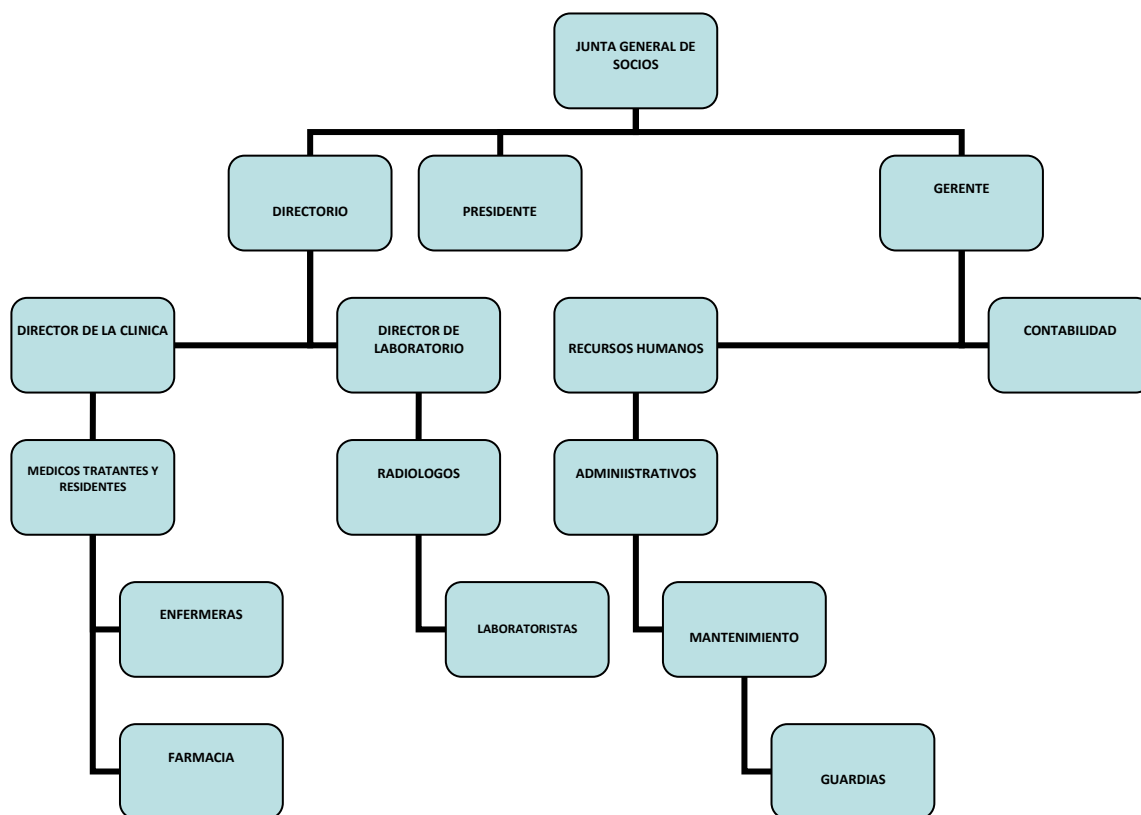 JUNTA GENERAL DE
SOCIOS
DIRECTORIO
PRESIDENTE
GERENTE
DIRECTOR DE LA CLINICA
DIRECTOR DE
LABORATORIO
RECURSOS HUMANOS
CONTABILIDAD
MEDICOS TRATANTES Y
RESIDENTES
RADIOLOGOS
ADMINIISTRATIVOS
ENFERMERAS
LABORATORISTAS
MANTENIMIENTO
FARMACIA
GUARDIAS